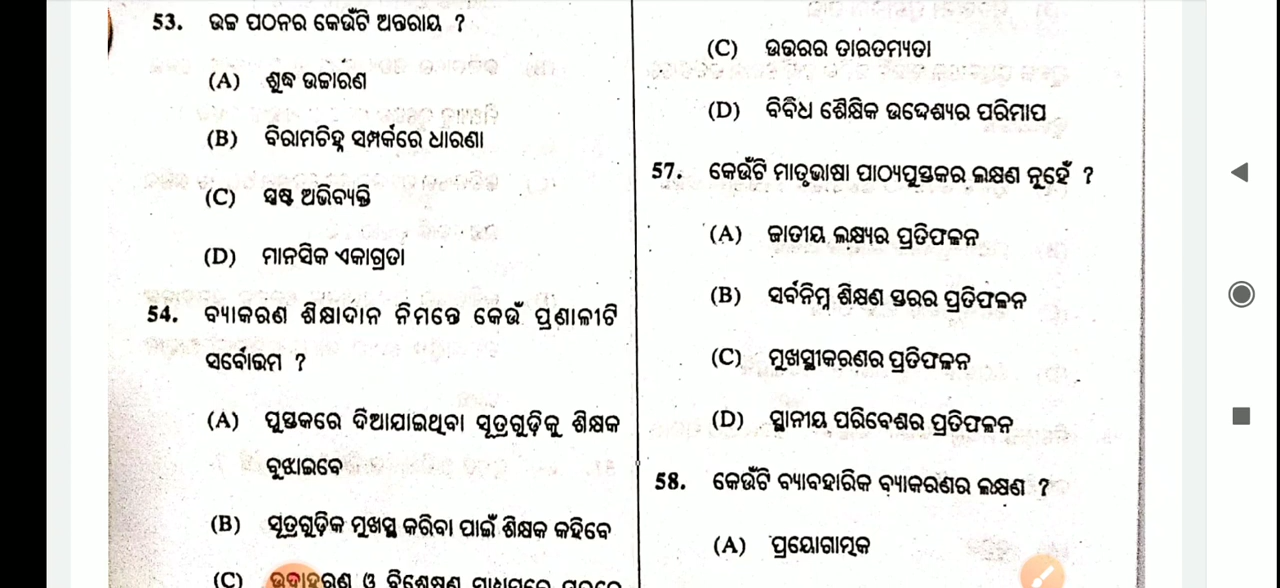 53. ଉଚ୍ଚ ପଠନର କେଉଁଟି ଅନ୍ତରାୟ ?
(A) ଶୁଦ୍ଧ ଉଚ୍ଚାରଣ
(B) ବିରାମଚିହ୍ନ ସମ୍ପର୍କରେ ଧାରଣା
(C) ସ୍ପଷ୍ଟ ଅଭିବ୍ୟକ୍ତି
(D) ମାନସିକ ଏକାଗ୍ରତା
54. ବ୍ୟାକରଣ ଶିକ୍ଷାଦାନ ନିମନ୍ତେ କେଉଁ ପ୍ରଣାଳୀଟି
ସର୍ବୋତ୍ତମ ?
(A) ପୁସ୍ତକରେ ଦିଆଯାଇଥିବା ସୂତ୍ରଗୁଡ଼ିକୁ ଶିକ୍ଷକ
ବୁଝାଇବେ
(B) ସୂତ୍ରଗୁଡ଼ିକ ମୁଖସ୍ଥ କରିବା ପାଇଁ ଶିକ୍ଷକ କହିବେ
(C) ଉଦାହରଣ ଓ ବିଶ୍ଳେଷଣ ମାଧ୍ୟମରେ
(C) ଉତ୍ତରର ତାରତମ୍ୟତା
(D) ବିବିଧ ଶୈକ୍ଷିକ ଉଦ୍ଦେଶ୍ୟର ପରିମାପ
57. କେଉଁଟି ମାତୃଭାଷା ପାଠ୍ୟପୁସ୍ତକର ଲକ୍ଷଣ ନୁହେଁ ?
(A) ଜାତୀୟ ଲକ୍ଷ୍ୟର ପ୍ରତିଫଳନ
(B) ସର୍ବନିମ୍ନ ଶିକ୍ଷଣ ସ୍ତରର ପ୍ରତିଫଳନ
(C) ମୁଖସ୍ଥୀକରଣର ପ୍ରତିଫଳନ
(D) ସ୍ଥାନୀୟ ପରିବେଶର ପ୍ରତିଫଳନ
58. କେଉଁଟି ବ୍ୟାବହାରିକ ବ୍ୟାକରଣର ଲକ୍ଷଣ ?
(A) ପ୍ରୟୋଗାତ୍ମକ